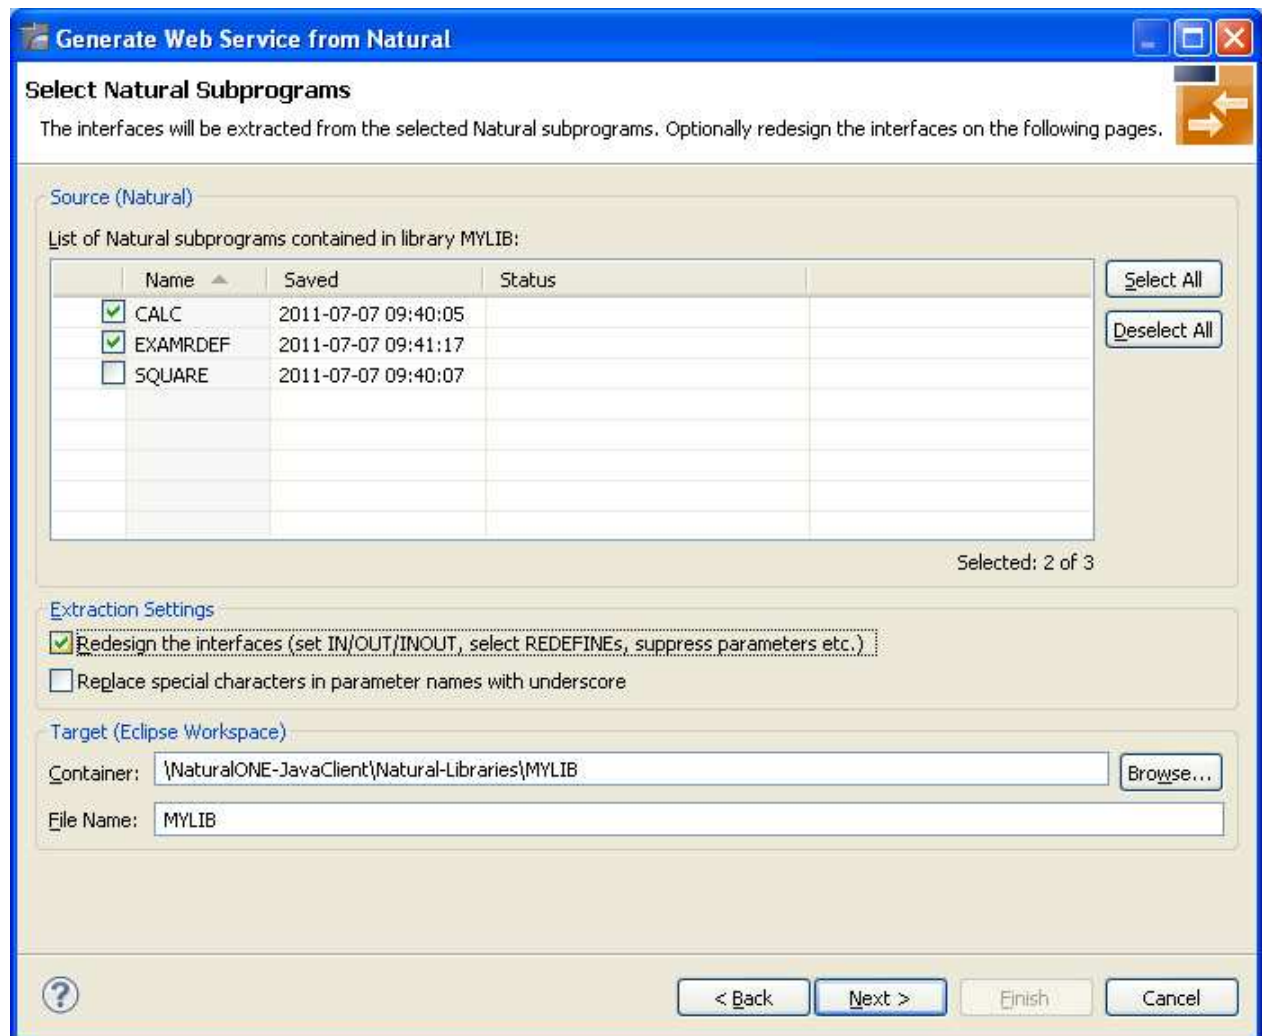 Generate Web Service from Natural
Select Natural Subprograms
The interfaces will be extracted from the selected Natural subprograms. Optionally redesign the interfaces on the following pages.
Source (Natural)
List of Natural subprograms contained in library MYLIB:
Name Saved Status
Select All
CALC 2011-07-07 09:40:05
Deselect All
EXAMRDEF 2011-07-07 09:41:17
SQUARE 2011-07-07 09:40:07
Selected: 2 of 3
Extraction Settings
Redesign the interfaces (set IN/OUT/INOUT, select REDEFINEs, suppress parameters etc.)
Replace special characters in parameter names with underscore
Target (Eclipse Workspace)
Container: \NaturalONE-JavaClient\Natural-Libraries\MYLIB Browse...
File Name: MYLIB
? < Back Next > Finish Cancel